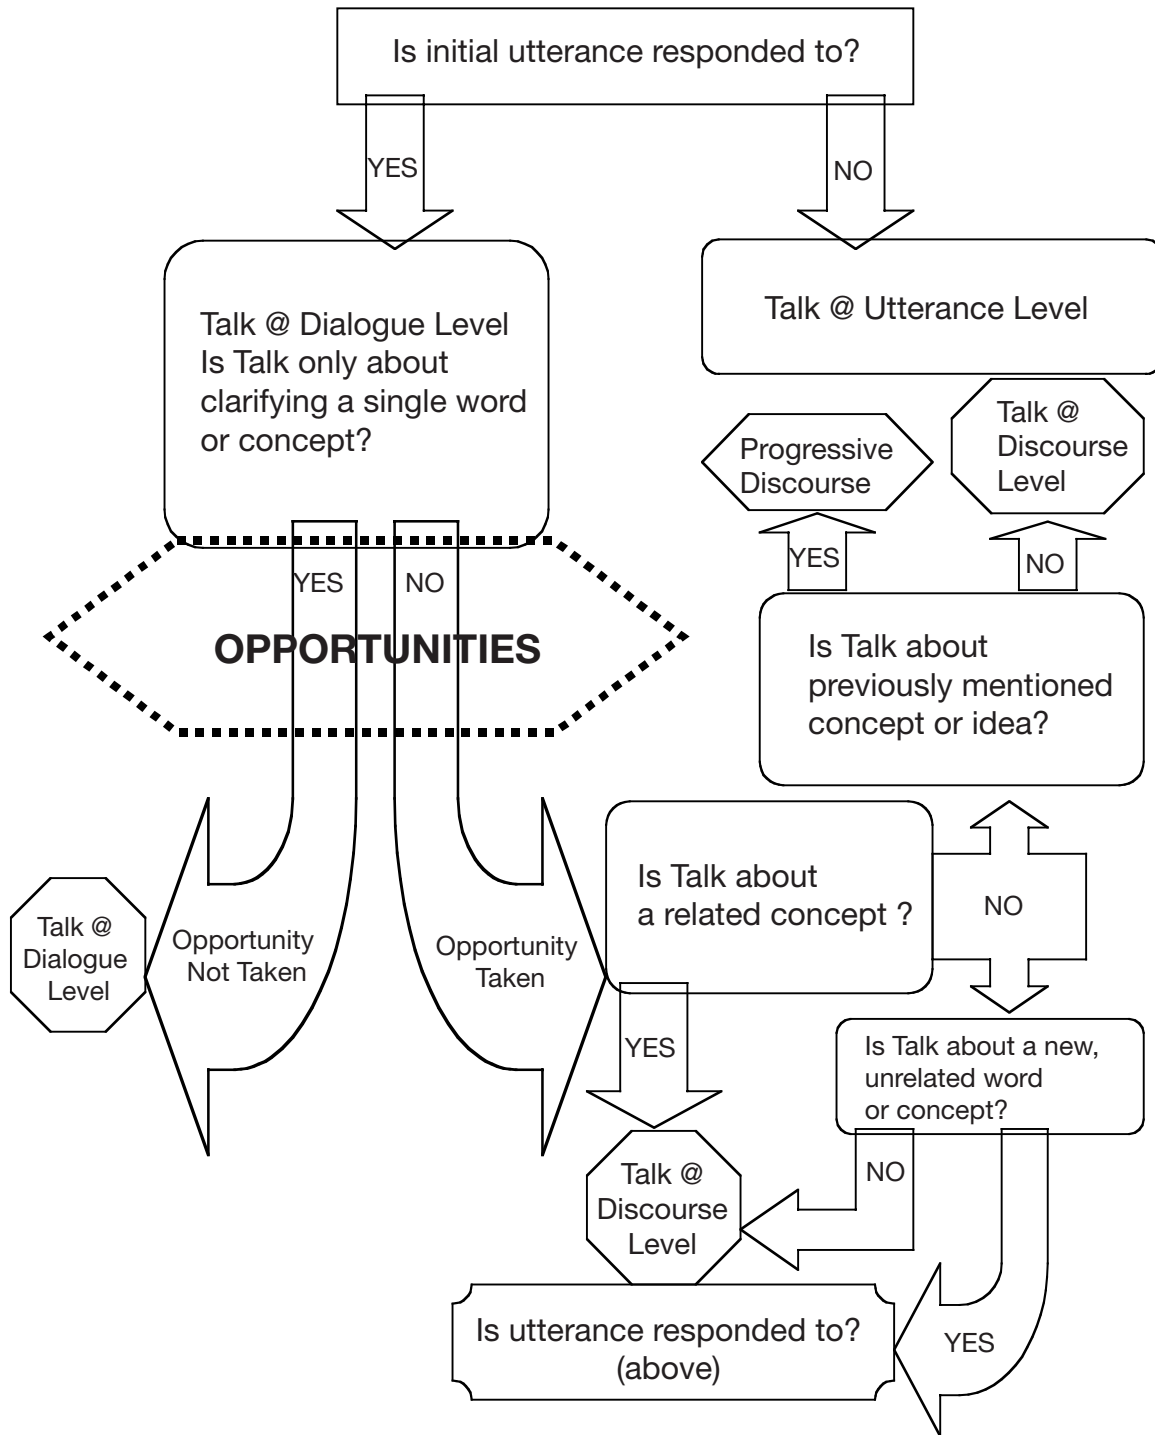 Is initial utterance responded to?
YES
NO
Talk @ Dialogue Level
Is Talk only about
clarifying a single word
or concept?
Talk @ Utterance Level
Progressive
Discourse
Talk @
Discourse
Level
YES
NO
YES
NO
OPPORTUNITIES
Is Talk about
previously mentioned
concept or idea?
Is Talk about
a related concept ?
NO
Talk @
Dialogue
Level
Opportunity
Not Taken
Opportunity
Taken
YES
Is Talk about a new,
unrelated word
or concept?
NO
Talk @
Discourse
Level
YES
Is utterance responded to?
(above)